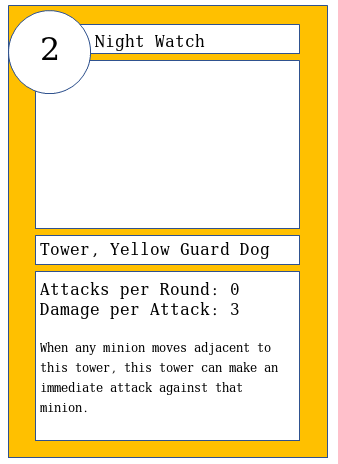 2
Night Watch
Tower, Yellow Guard Dog
Attacks per Round: 0
Damage per Attack: 3
When any minion moves adjacent to
this tower, this tower can make an
immediate attack against that
minion.